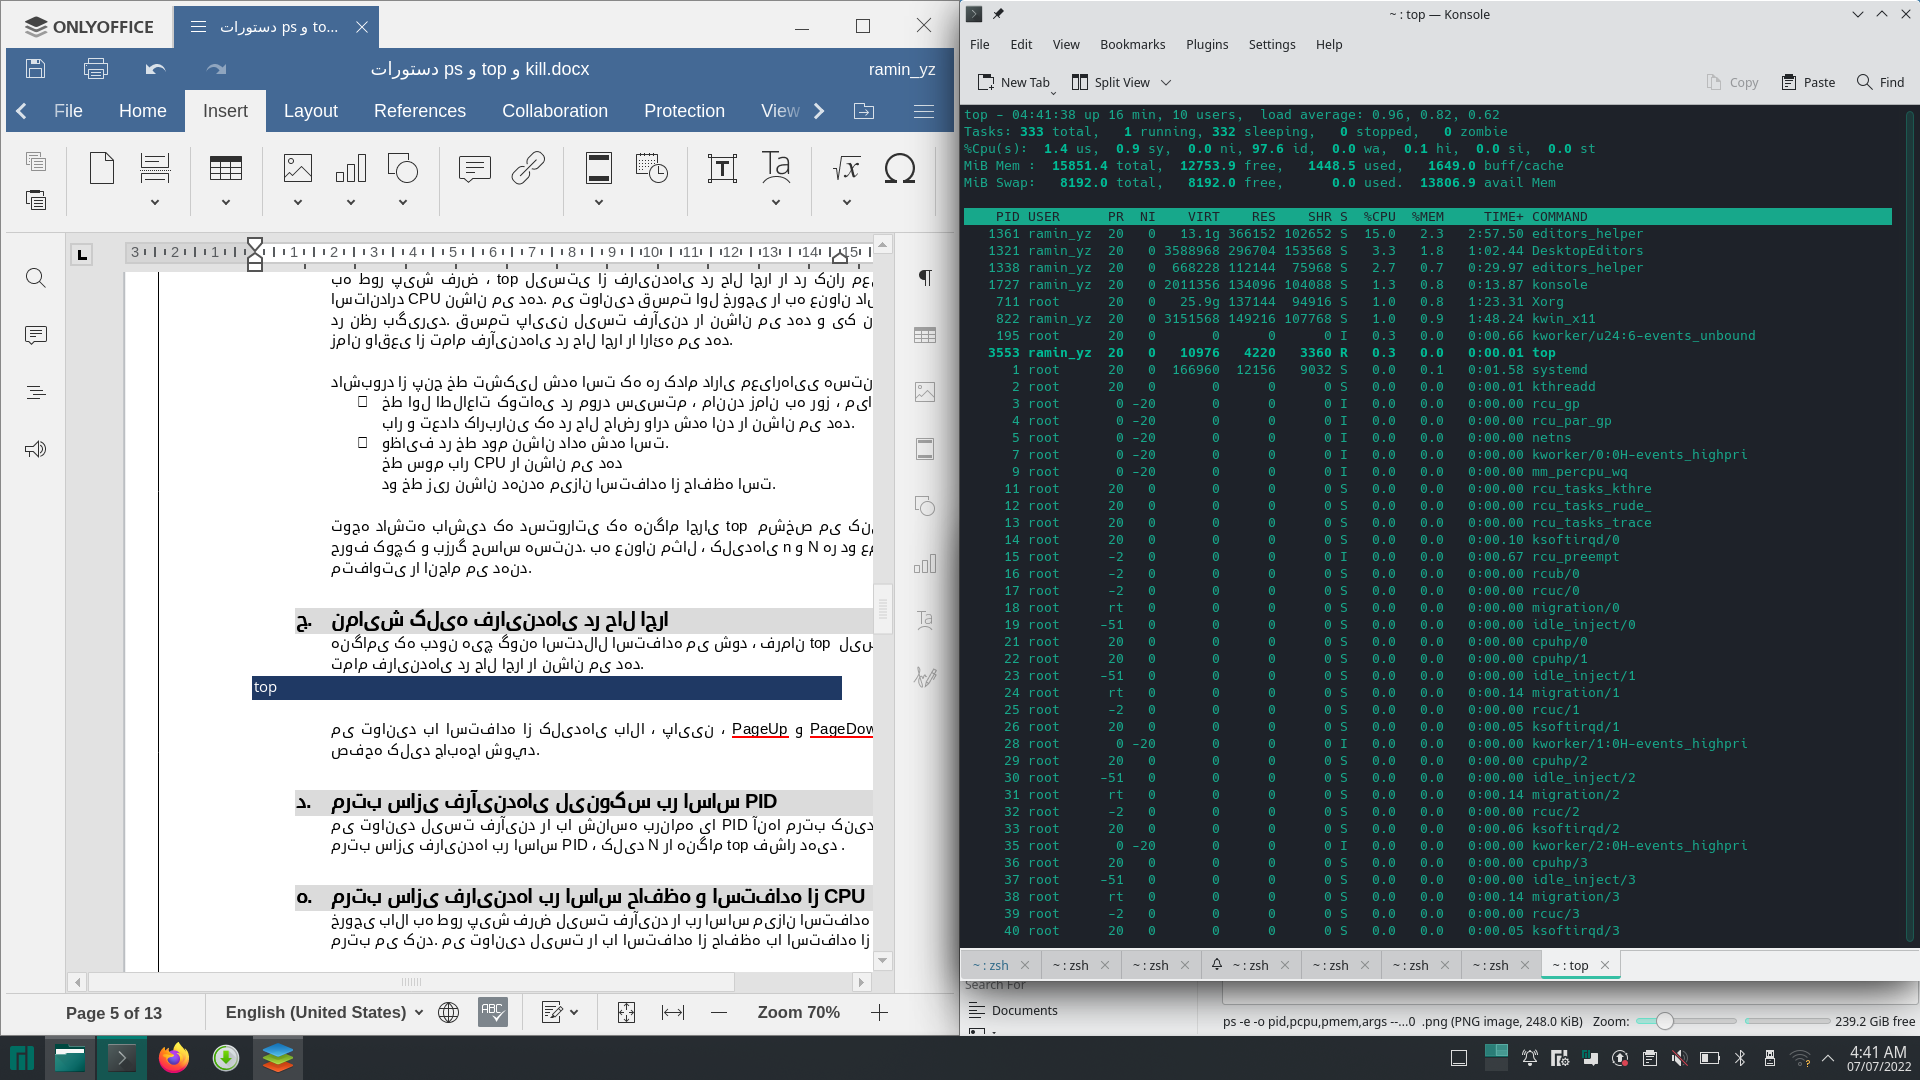 ONLYOFFICE
دستورات ps و to...
دستورات ps و top و kill.docx
ramin_yz
File Home Insert Layout References Collaboration Protection View
3 2 1 1 2 3 4 5 6 7 8 9 10 11 12 13 14 15
به طور پیش فرض ، top لیستی از فرایندهای در حال اجرا را در کنار
استاندارد CPU نشان می دهد. می توانید قسمت اول خروجی را به عنوان
در نظر بگیرید. قسمت پایین لیست فرآیند را نشان می دهد و یک
زمان واقعی از تمام فرآیندهای در حال اجرا را ارائه می دهد.
داشبورد از پنج خط تشکیل شده است که هر کدام دارای معیارهایی
خط اول اطلاعات کوتاهی در مورد سیستم ، مانند زمان به روز ،
بار و تعداد کاربرانی که در حال حاضر وارد شده اند را نشان می دهد.
وظایف در خط دوم نشان داده شده است.
خط سوم بار CPU را نشان می دهد
دو خط زیر نشان دهنده میزان استفاده از حافظه است.
توجه داشته باشید که دستوراتی که هنگام اجرای top مشخص می
حروف کوچک و بزرگ حساس هستند. به عنوان مثال ، کلیدهای n و N هر دو
متفاوتی را انجام می دهند.
ج. نمایش کلیه فرایندهای در حال اجرا
هنگامی که بدون هیچ گونه استدلال استفاده می شود ، فرمان top
تمام فرایندهای در حال اجرا را نشان می دهد.
top
می توانید با استفاده از کلیدهای بالا ، پایین ، PageUp و PageDow
صفحه کلید جابجا شوید.
د. مرتب سازی فرآیندهای لینوکس بر اساس PID
می توانید لیست فرآیند را با شناسه برنامه یا PID آنها مرتب کنید
مرتب سازی فرایندها بر اساس PID ، کلید N را هنگام top فشار دهید .
ه. مرتب سازی فرایندها بر اساس حافظه و استفاده از CPU
خروجی بالا به طور پیش فرض لیست فرآیند را بر اساس میزان استفاده
مرتب می کند. می توانید لیست را با استفاده از حافظه با استفاده از
Page 5 of 13 English (United States) Zoom 70%
~ : top — Konsole
File Edit View Bookmarks Plugins Settings Help
New Tab Split View Copy Paste Find
top - 04:41:38 up 16 min, 10 users,  load average: 0.96, 0.82, 0.62
Tasks: 333 total,   1 running, 332 sleeping,   0 stopped,   0 zombie
%Cpu(s):  1.4 us,  0.9 sy,  0.0 ni, 97.6 id,  0.0 wa,  0.1 hi,  0.0 si,  0.0 st
MiB Mem :  15851.4 total,  12753.9 free,   1448.5 used,   1649.0 buff/cache
MiB Swap:   8192.0 total,   8192.0 free,      0.0 used.  13806.9 avail Mem
PID USER PR NI VIRT RES SHR S %CPU %MEM TIME+ COMMAND
1361 ramin_yz 20 0 13.1g 366152 102652 S 15.0 2.3 2:57.50 editors_helper
1321 ramin_yz 20 0 3588968 296704 153568 S 3.3 1.8 1:02.44 DesktopEditors
1338 ramin_yz 20 0 668228 112144 75968 S 2.7 0.7 0:29.97 editors_helper
1727 ramin_yz 20 0 2011356 134096 104088 S 1.3 0.8 0:13.87 konsole
711 root 20 0 25.9g 137144 94916 S 1.0 0.8 1:23.31 Xorg
822 ramin_yz 20 0 3151568 149216 107768 S 1.0 0.9 1:48.24 kwin_x11
195 root 20 0 0 0 0 I 0.3 0.0 0:00.66 kworker/u24:6-events_unbound
3553 ramin_yz 20 0 10976 4220 3360 R 0.3 0.0 0:00.01 top
1 root 20 0 166960 12156 9032 S 0.0 0.1 0:01.58 systemd
2 root 20 0 0 0 0 S 0.0 0.0 0:00.00 kthreadd
3 root 0 -20 0 0 0 I 0.0 0.0 0:00.00 rcu_gp
4 root 0 -20 0 0 0 I 0.0 0.0 0:00.00 rcu_par_gp
5 root 0 -20 0 0 0 I 0.0 0.0 0:00.00 netns
7 root 0 -20 0 0 0 I 0.0 0.0 0:00.00 kworker/0:0H-events_highpri
9 root 0 -20 0 0 0 I 0.0 0.0 0:00.00 mm_percpu_wq
11 root 20 0 0 0 0 S 0.0 0.0 0:00.00 rcu_tasks_kthre
12 root 20 0 0 0 0 S 0.0 0.0 0:00.00 rcu_tasks_rude_
13 root 20 0 0 0 0 S 0.0 0.0 0:00.00 rcu_tasks_trace
14 root 20 0 0 0 0 S 0.0 0.0 0:00.10 ksoftirqd/0
15 root -2 0 0 0 0 I 0.0 0.0 0:00.67 rcu_preempt
16 root -2 0 0 0 0 S 0.0 0.0 0:00.00 rcub/0
17 root -2 0 0 0 0 S 0.0 0.0 0:00.00 rcuc/0
18 root rt 0 0 0 0 S 0.0 0.0 0:00.00 migration/0
19 root -51 0 0 0 0 S 0.0 0.0 0:00.00 idle_inject/0
21 root 20 0 0 0 0 S 0.0 0.0 0:00.00 cpuhp/0
22 root 20 0 0 0 0 S 0.0 0.0 0:00.00 cpuhp/1
23 root -51 0 0 0 0 S 0.0 0.0 0:00.00 idle_inject/1
24 root rt 0 0 0 0 S 0.0 0.0 0:00.14 migration/1
25 root -2 0 0 0 0 S 0.0 0.0 0:00.00 rcuc/1
26 root 20 0 0 0 0 S 0.0 0.0 0:00.05 ksoftirqd/1
28 root 0 -20 0 0 0 I 0.0 0.0 0:00.00 kworker/1:0H-events_highpri
29 root 20 0 0 0 0 S 0.0 0.0 0:00.00 cpuhp/2
30 root -51 0 0 0 0 S 0.0 0.0 0:00.00 idle_inject/2
31 root rt 0 0 0 0 S 0.0 0.0 0:00.14 migration/2
32 root -2 0 0 0 0 S 0.0 0.0 0:00.00 rcuc/2
33 root 20 0 0 0 0 S 0.0 0.0 0:00.06 ksoftirqd/2
35 root 0 -20 0 0 0 I 0.0 0.0 0:00.00 kworker/2:0H-events_highpri
36 root 20 0 0 0 0 S 0.0 0.0 0:00.00 cpuhp/3
37 root -51 0 0 0 0 S 0.0 0.0 0:00.00 idle_inject/3
38 root rt 0 0 0 0 S 0.0 0.0 0:00.14 migration/3
39 root -2 0 0 0 0 S 0.0 0.0 0:00.00 rcuc/3
40 root 20 0 0 0 0 S 0.0 0.0 0:00.05 ksoftirqd/3
~ : zsh ~ : zsh ~ : zsh ~ : zsh ~ : zsh ~ : zsh ~ : zsh ~ : top
Search For
Documents
ps -e -o pid,pcpu,pmem,args --...0 .png (PNG image, 248.0 KiB) Zoom: 239.2 GiB free
4:41 AM
07/07/2022